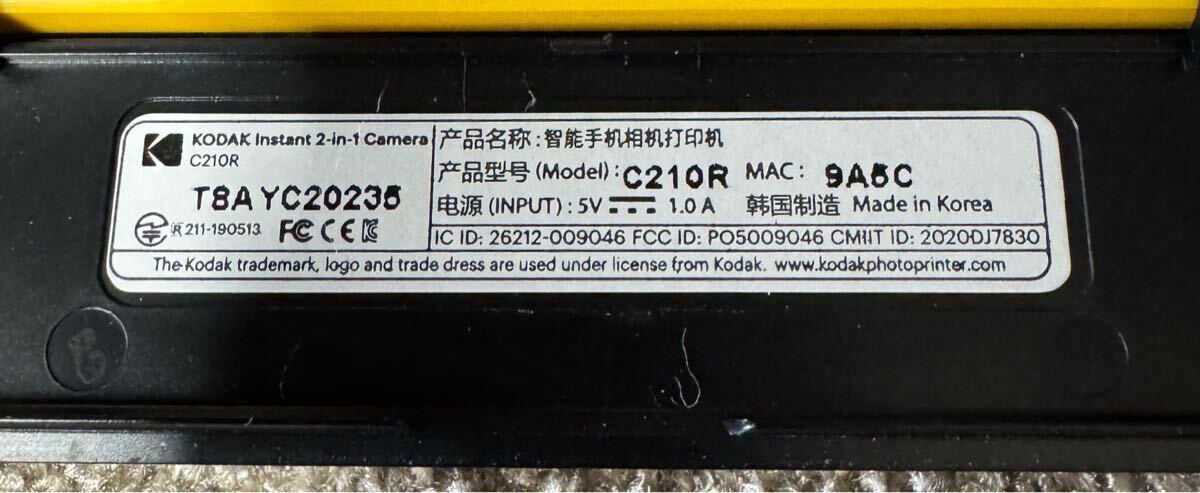 KODAK Instant 2-in-1 Camera
C210R
T8AYC20235
R 211-190513 FC CE
产品名称:智能手机相机打印机
产品型号(Model):C210R MAC: 9A5C
电源(INPUT):5V 1.0 A 韩国制造 Made in Korea
IC ID: 26212-009046 FCC ID: PO5009046 CMIIT ID: 2020DJ7830
The Kodak trademark, logo and trade dress are used under license from Kodak. www.kodakphotoprinter.com